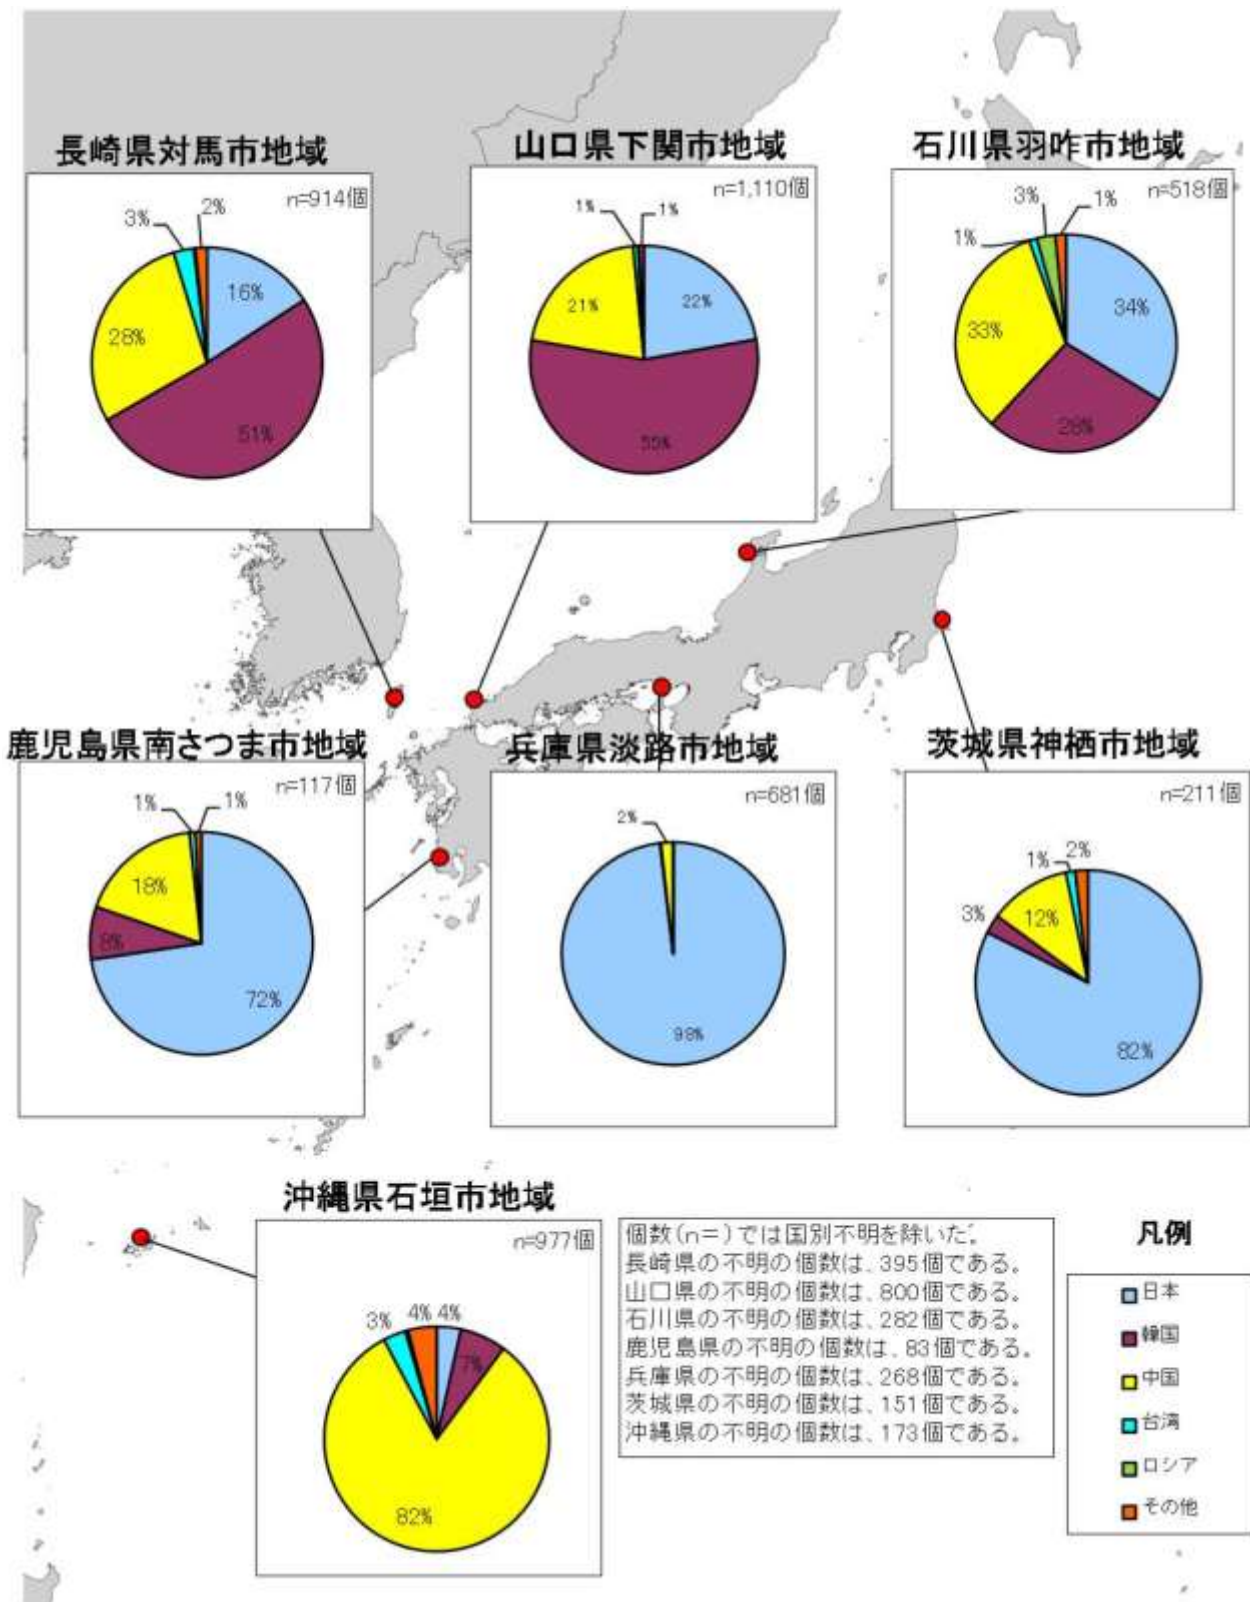 長崎県対馬市地域
n=914個
3%
2%
16%
28%
51%
山口県下関市地域
n=1,110個
1%
1%
21%
22%
55%
石川県羽咋市地域
n=518個
3%
1%
1%
34%
33%
28%
鹿児島県南さつま市地域
n=117個
1%
1%
18%
8%
72%
兵庫県淡路市地域
n=681個
2%
98%
茨城県神栖市地域
n=211個
1%
2%
3%
12%
82%
沖縄県石垣市地域
n=977個
3%
4%
4%
7%
82%
個数(n=)では国別不明を除いた。
長崎県の不明の個数は、395個である。
山口県の不明の個数は、800個である。
石川県の不明の個数は、282個である。
鹿児島県の不明の個数は、83個である。
兵庫県の不明の個数は、268個である。
茨城県の不明の個数は、151個である。
沖縄県の不明の個数は、173個である。
凡例
日本
韓国
中国
台湾
ロシア
その他